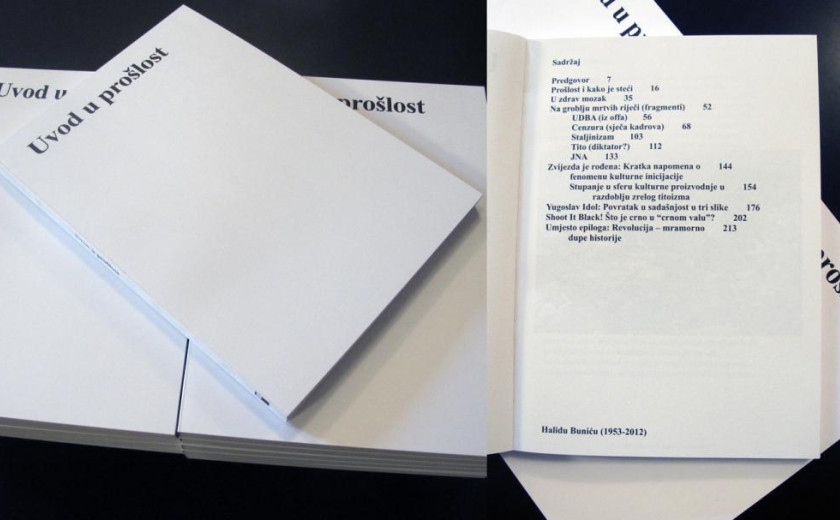 Uvod u
prošlost
Uvod u prošlost
u p
proš
Sadržaj
Predgovor 7
Prošlost i kako je steći 16
U zdrav mozak 35
Na groblju mrtvih riječi (fragmenti) 52
UDBA (iz offa) 56
Cenzura (sječa kadrova) 68
Staljinizam 103
Tito (diktator?) 112
JNA 133
Zvijezda je rođena: Kratka napomena o 144
fenomenu kulturne inicijacije
Stupanje u sferu kulturne proizvodnje u 154
razdoblju zrelog titoizma
Yugoslav Idol: Povratak u sadašnjost u tri slike 176
Shoot It Black! Što je crno u “crnom valu”? 202
Umjesto epiloga: Revolucija – mramorno 213
dupe historije
Halidu Buniću (1953-2012)